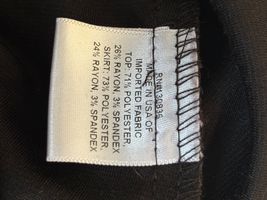 RN#130835
MADE IN USA OF
IMPORTED FABRIC
TOP: 71% POLYESTER
26% RAYON, 3% SPANDEX
SKIRT: 73% POLYESTER
24% RAYON, 3% SPANDEX